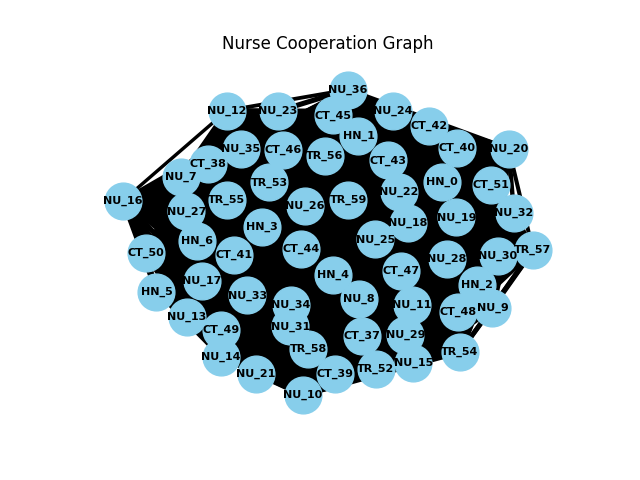 Nurse Cooperation Graph
NU_36
NU_12
NU_23
NU_24
CT_45
CT_42
HN_1
NU_35
CT_46
CT_40
NU_20
TR_56
CT_38
CT_43
NU_7
TR_53
HN_0
CT_51
NU_22
NU_16
TR_55
TR_59
NU_26
NU_27
NU_32
NU_19
NU_18
HN_3
NU_25
HN_6
CT_44
TR_57
CT_50
CT_41
NU_30
NU_28
CT_47
HN_4
NU_17
HN_2
HN_5
NU_33
NU_8
NU_34
NU_11
NU_9
CT_48
NU_13
NU_31
CT_49
NU_29
CT_37
TR_58
TR_54
NU_14
NU_15
TR_52
NU_21
CT_39
NU_10